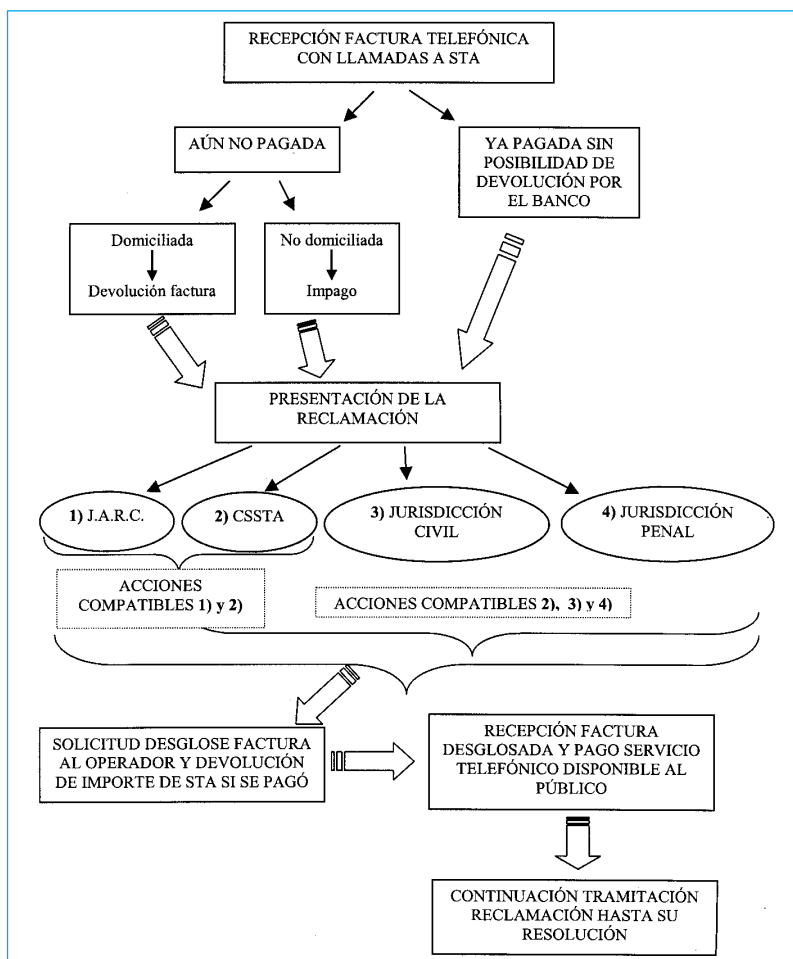 RECEPCIÓN FACTURA TELEFÓNICA
CON LLAMADAS A STA
AÚN NO PAGADA
YA PAGADA SIN
POSIBILIDAD DE
DEVOLUCIÓN POR
EL BANCO
Domiciliada
Devolución factura
No domiciliada
Impago
PRESENTACIÓN DE LA
RECLAMACIÓN
1) J.A.R.C.
2) CSSTA
3) JURISDICCIÓN
CIVIL
4) JURISDICCIÓN
PENAL
ACCIONES
COMPATIBLES 1) y 2)
ACCIONES COMPATIBLES 2), 3) y 4)
SOLICITUD DESGLOSE FACTURA
AL OPERADOR Y DEVOLUCIÓN
DE IMPORTE DE STA SI SE PAGÓ
RECEPCIÓN FACTURA
DESGLOSADA Y PAGO SERVICIO
TELEFÓNICO DISPONIBLE AL
PÚBLICO
CONTINUACIÓN TRAMITACIÓN
RECLAMACIÓN HASTA SU
RESOLUCIÓN